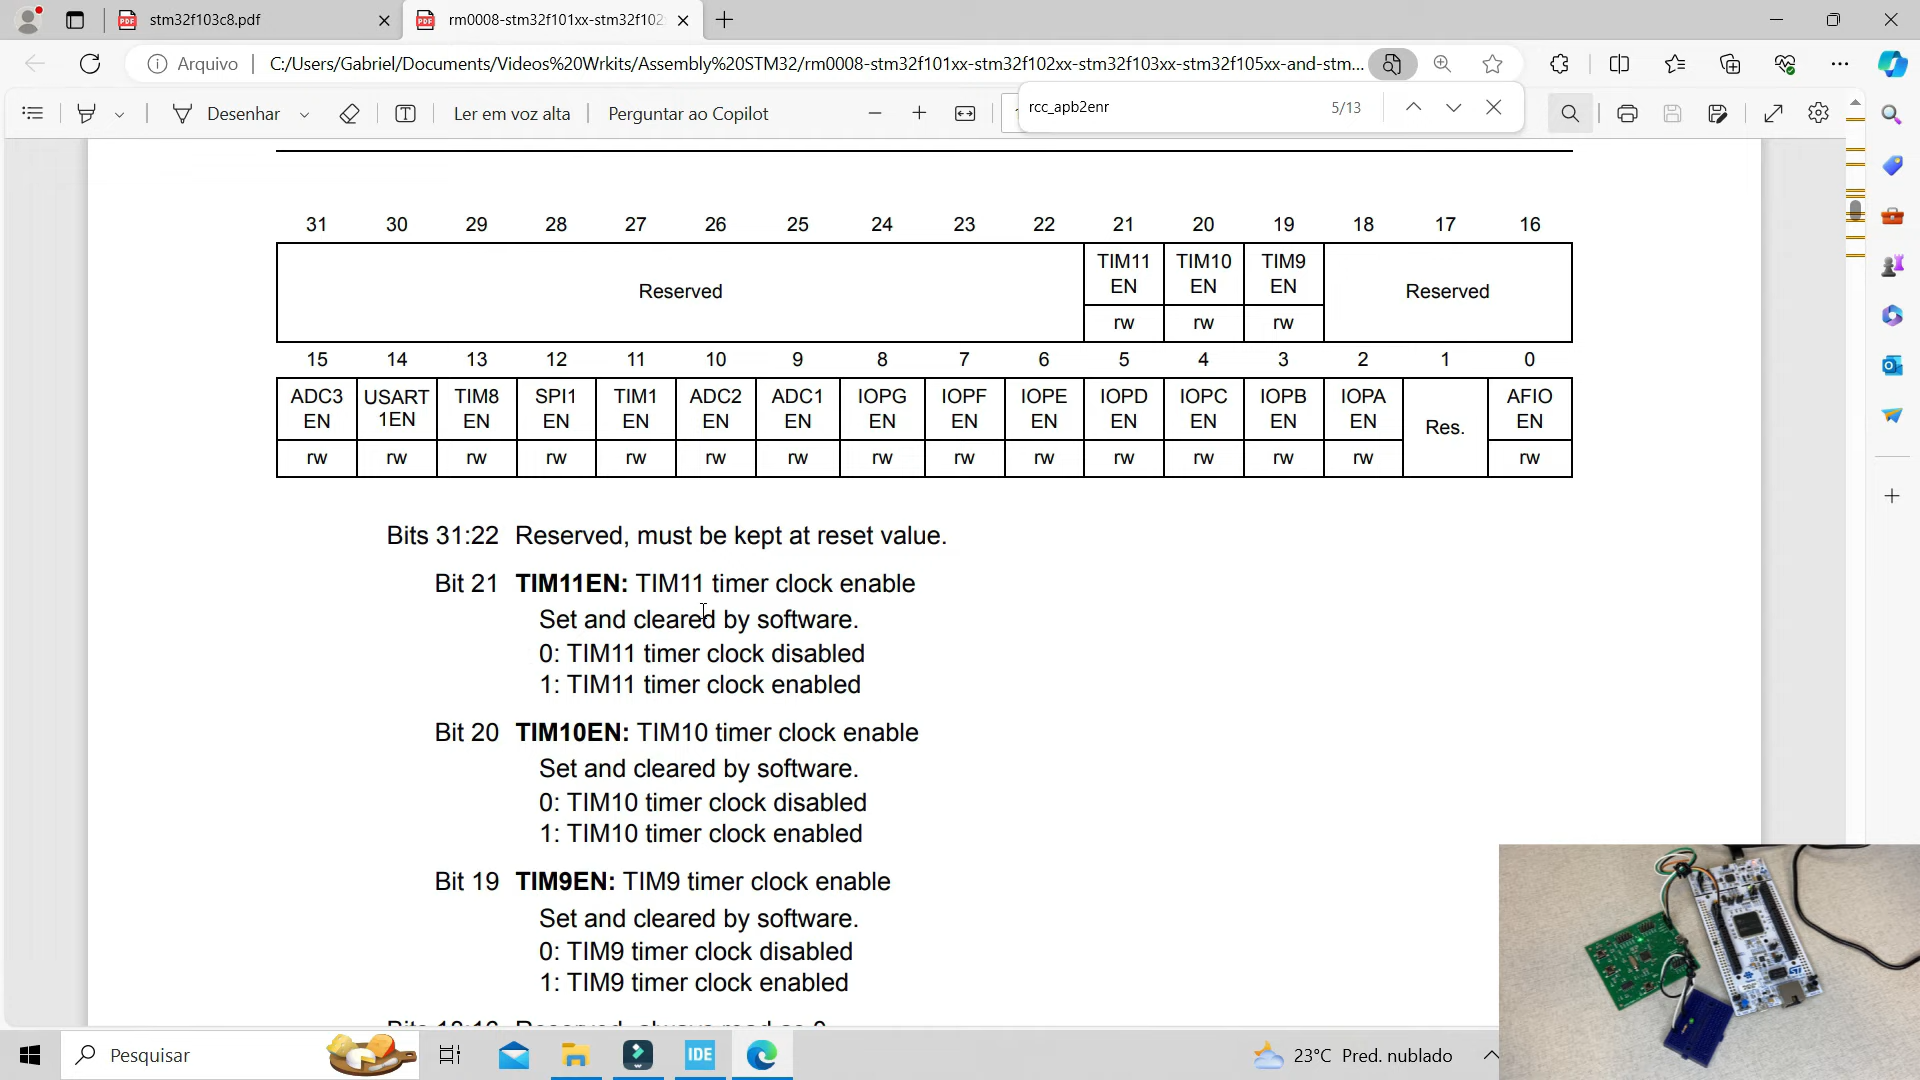 stm32f103c8.pdf
rm0008-stm32f101xx-stm32f102
Arquivo
C:/Users/Gabriel/Documents/Videos%20Wrkits/Assembly%20STM32/rm0008-stm32f101xx-stm32f102xx-stm32f103xx-stm32f105xx-and-stm...
Desenhar
Ler em voz alta
Perguntar ao Copilot
rcc_apb2enr
5/13
31 30 29 28 27 26 25 24 23 22 21 20 19 18 17 16
Reserved
TIM11 EN
TIM10 EN
TIM9 EN
Reserved
rw rw rw
15 14 13 12 11 10 9 8 7 6 5 4 3 2 1 0
ADC3 EN
USART 1EN
TIM8 EN
SPI1 EN
TIM1 EN
ADC2 EN
ADC1 EN
IOPG EN
IOPF EN
IOPE EN
IOPD EN
IOPC EN
IOPB EN
IOPA EN
Res.
AFIO EN
rw rw rw rw rw rw rw rw rw rw rw rw rw rw rw
Bits 31:22 Reserved, must be kept at reset value.
Bit 21 TIM11EN: TIM11 timer clock enable
Set and cleared by software.
0: TIM11 timer clock disabled
1: TIM11 timer clock enabled
Bit 20 TIM10EN: TIM10 timer clock enable
Set and cleared by software.
0: TIM10 timer clock disabled
1: TIM10 timer clock enabled
Bit 19 TIM9EN: TIM9 timer clock enable
Set and cleared by software.
0: TIM9 timer clock disabled
1: TIM9 timer clock enabled
Pesquisar
IDE
23°C Pred. nublado